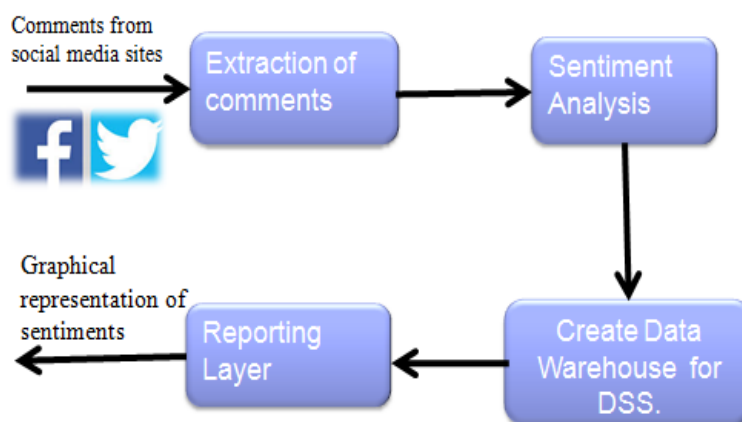 Comments from
social media sites
Extraction of
comments
Sentiment
Analysis
Create Data
Warehouse for
DSS.
Reporting
Layer
Graphical
representation of
sentiments